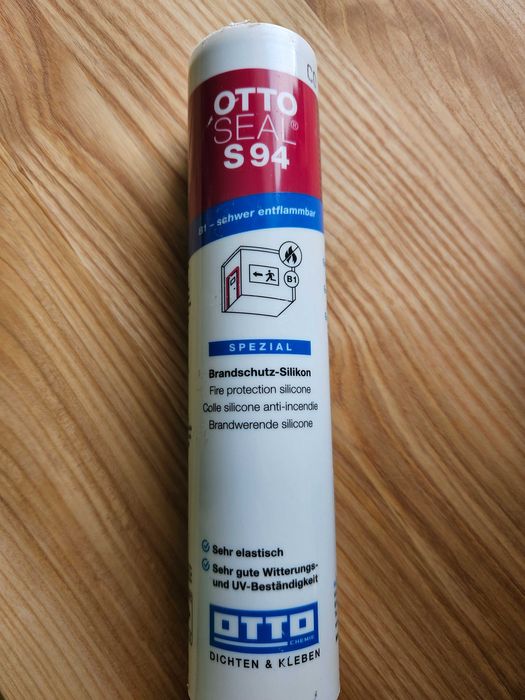 OTTO
SEAL®
S 94
B1 – schwer entflammbar
B1
SPEZIAL
Brandschutz-Silikon
Fire protection silicone
Colle silicone anti-incendie
Brandwerende silicone
Sehr elastisch
Sehr gute Witterungs-
und UV-Beständigkeit
OTTO
CHEMIE
DICHTEN & KLEBEN